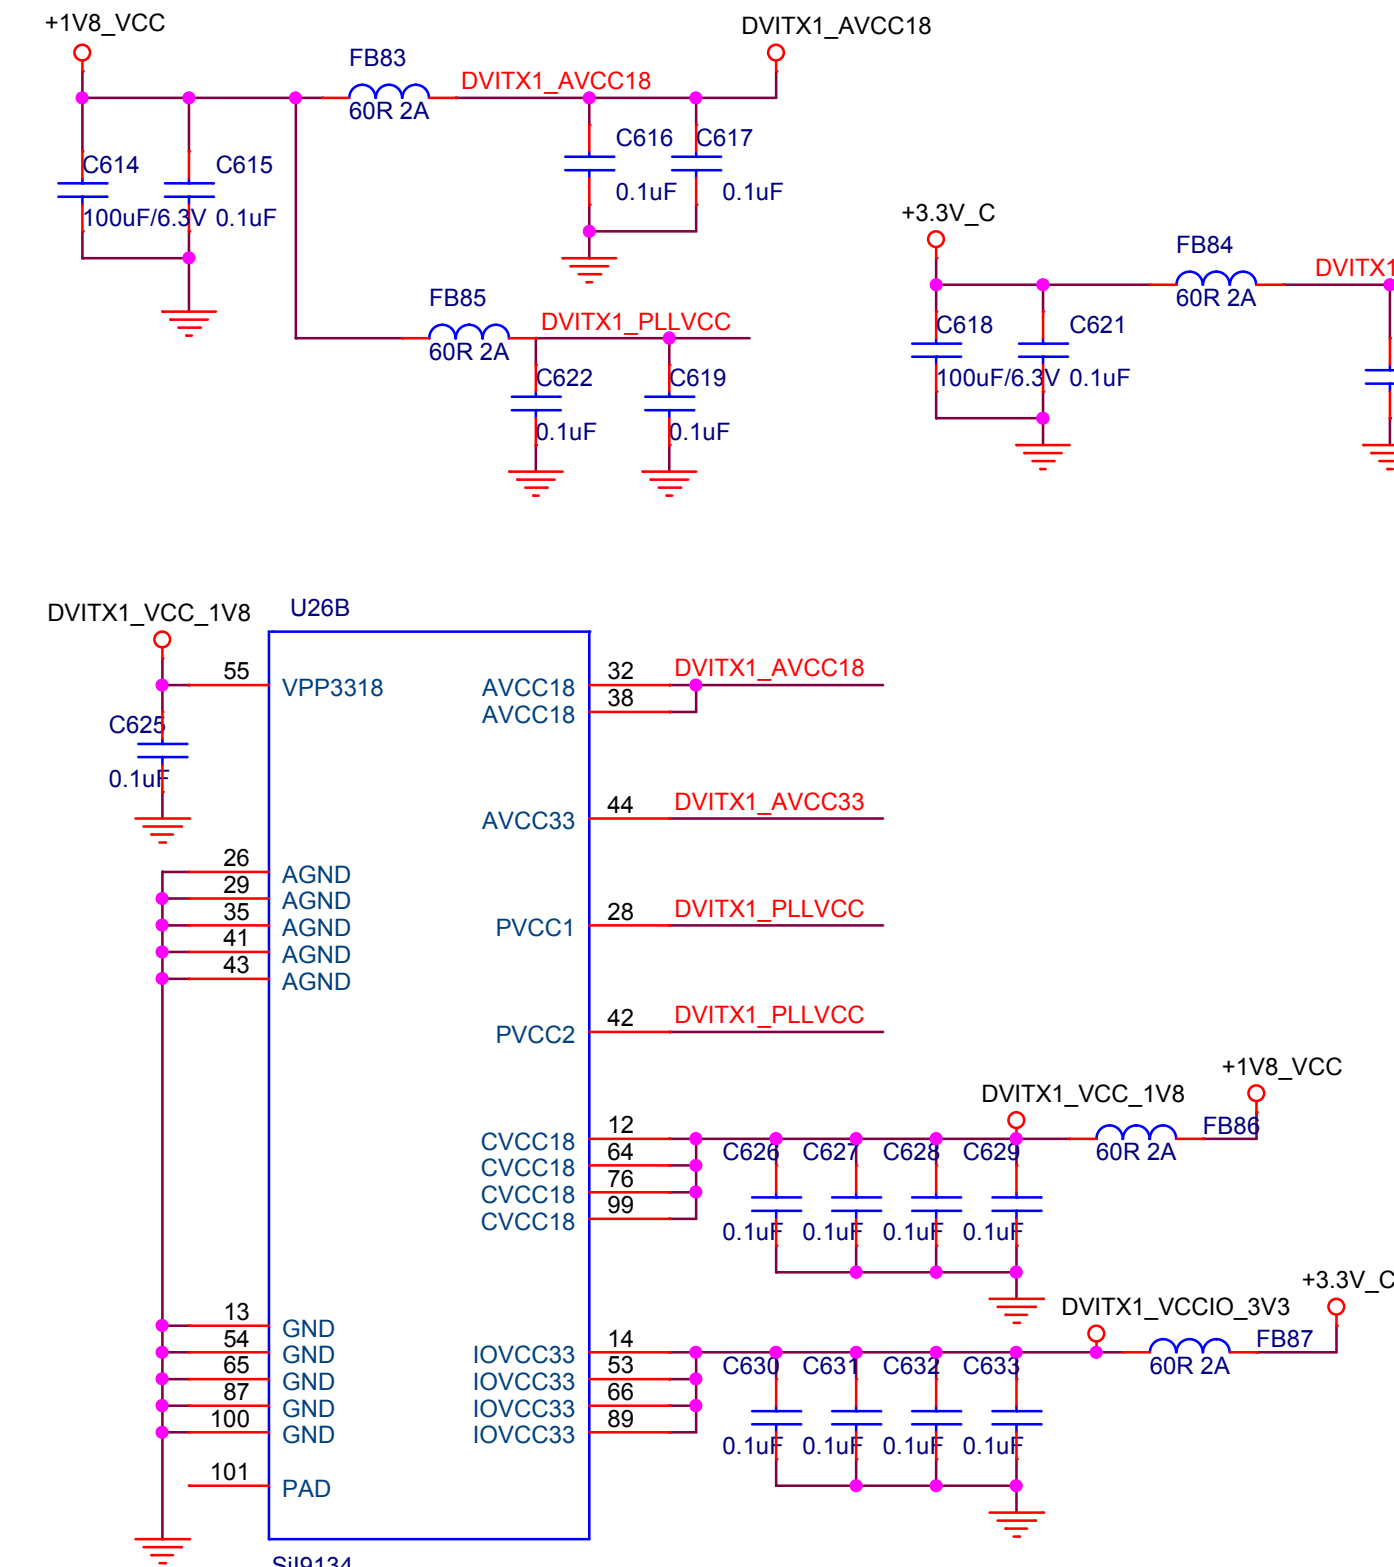 +1V8_VCC
DVITX1_AVCC18
FB83
DVITX1_AVCC18
60R 2A
C614
C615
C616
C617
100uF/6.3V
0.1uF
0.1uF
0.1uF
+3.3V_C
FB84
DVITX1
60R 2A
FB85
DVITX1_PLLVCC
60R 2A
C618
C621
100uF/6.3V
0.1uF
C622
C619
0.1uF
0.1uF
DVITX1_VCC_1V8
U26B
55
VPP3318
C625
0.1uF
AVCC18
32
DVITX1_AVCC18
AVCC18
38
AVCC33
44
DVITX1_AVCC33
26
AGND
29
AGND
35
AGND
41
AGND
43
AGND
PVCC1
28
DVITX1_PLLVCC
PVCC2
42
DVITX1_PLLVCC
+1V8_VCC
DVITX1_VCC_1V8
FB86
60R 2A
CVCC18
12
CVCC18
64
CVCC18
76
CVCC18
99
C626
C627
C628
C629
0.1uF
0.1uF
0.1uF
0.1uF
+3.3V_C
DVITX1_VCCIO_3V3
FB87
60R 2A
13
GND
54
GND
65
GND
87
GND
100
GND
101
PAD
IOVCC33
14
IOVCC33
53
IOVCC33
66
IOVCC33
89
C630
C631
C632
C633
0.1uF
0.1uF
0.1uF
0.1uF
SiI9134